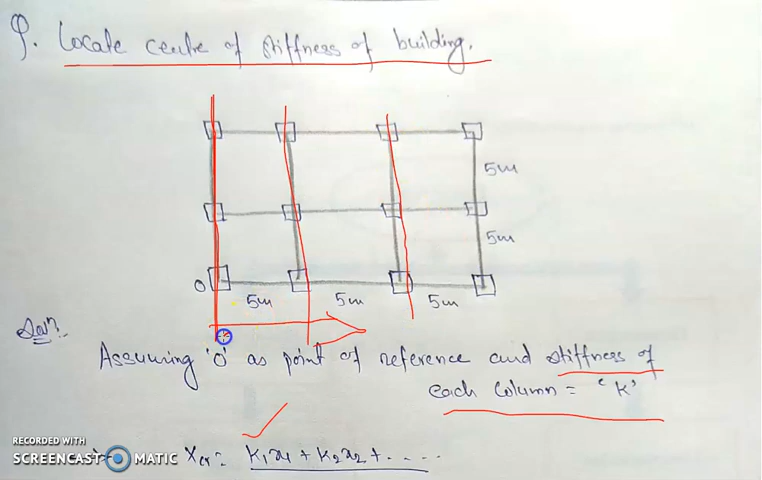 Q. Locate centre of stiffness of building.
5m
5m
O
5m 5m 5m
Soln.
Assuming 'O' as point of reference and stiffness of
each column = 'K'
Xcr = K1x1 + K2x2 + ....
RECORDED WITH
SCREENCAST MATIC